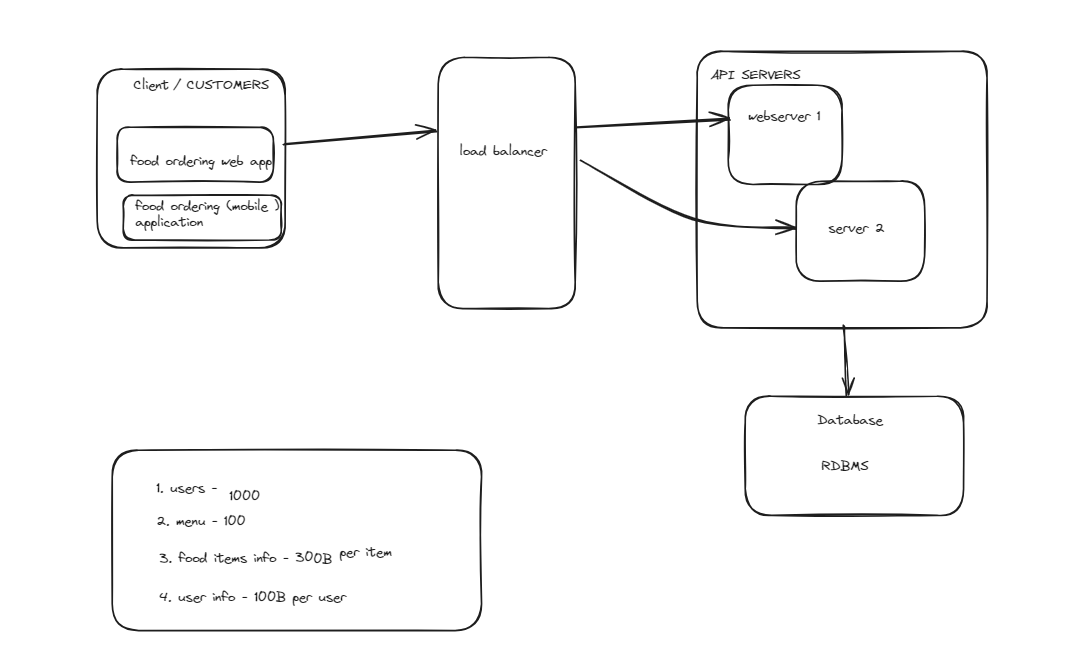 Client / CUSTOMERS
food ordering web app
food ordering (mobile )
application
load balancer
API SERVERS
webserver 1
server 2
Database
RDBMS
1. users - 1000
2. menu - 100
3. food items info - 300B per item
4. user info - 100B per user